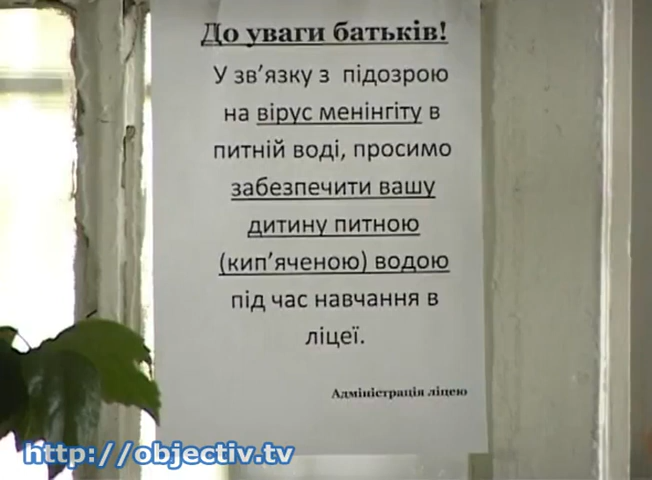 До уваги батьків!
У зв’язку з підозрою
на вірус менінгіту в
питній воді, просимо
забезпечити вашу
дитину питною
(кип’яченою) водою
під час навчання в
ліцеї.
Адміністрація ліцею
http://objectiv.tv